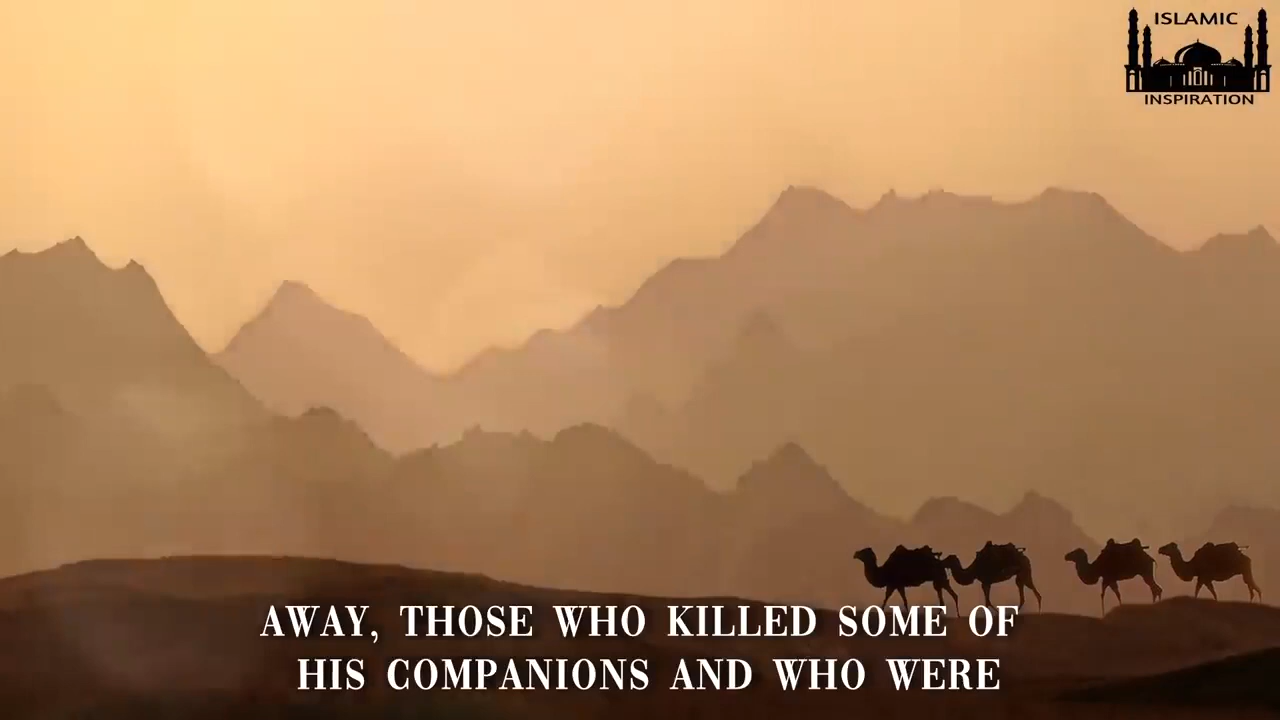 ISLAMIC
INSPIRATION
AWAY, THOSE WHO KILLED SOME OF
HIS COMPANIONS AND WHO WERE